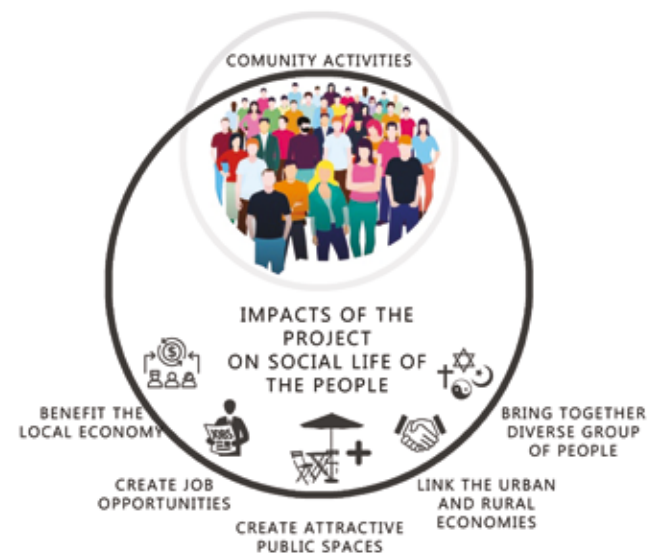 COMUNITY ACTIVITIES
IMPACTS OF THE
PROJECT
ON SOCIAL LIFE OF
THE PEOPLE
BENEFIT THE
LOCAL ECONOMY
JOBS
CREATE JOB
OPPORTUNITIES
CREATE ATTRACTIVE
PUBLIC SPACES
LINK THE URBAN
AND RURAL
ECONOMIES
BRING TOGETHER
DIVERSE GROUP
OF PEOPLE